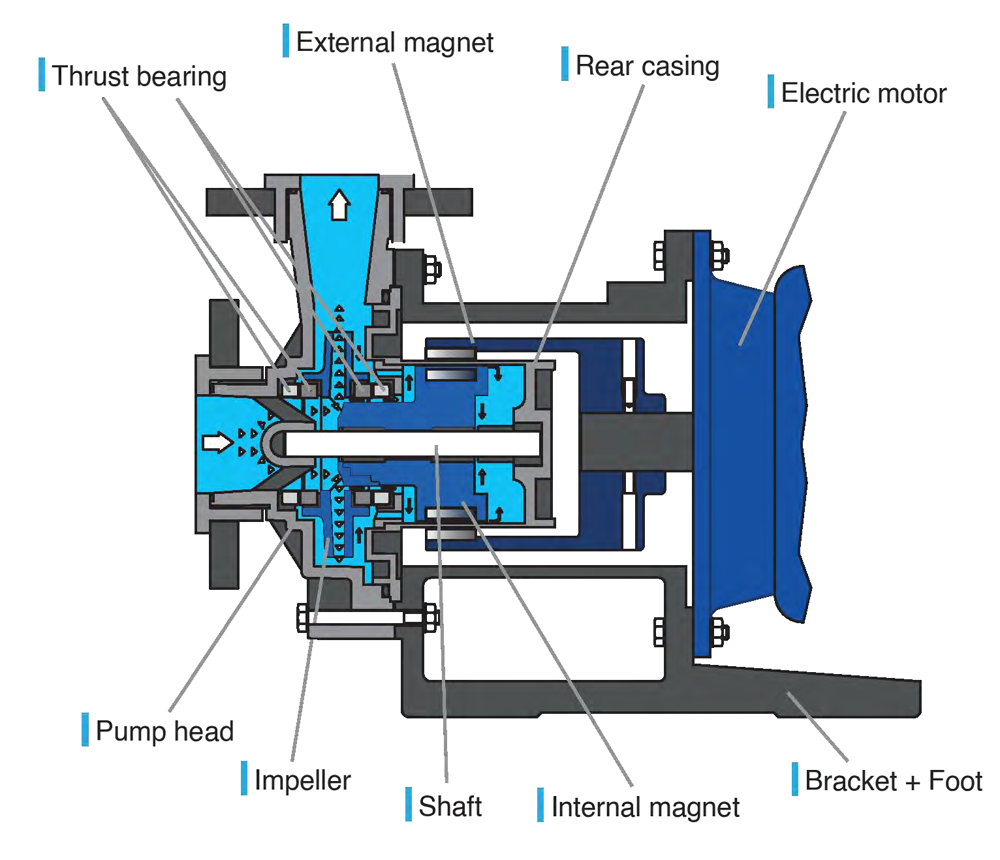 External magnet
Thrust bearing
Rear casing
Electric motor
Pump head
Impeller
Shaft
Internal magnet
Bracket + Foot